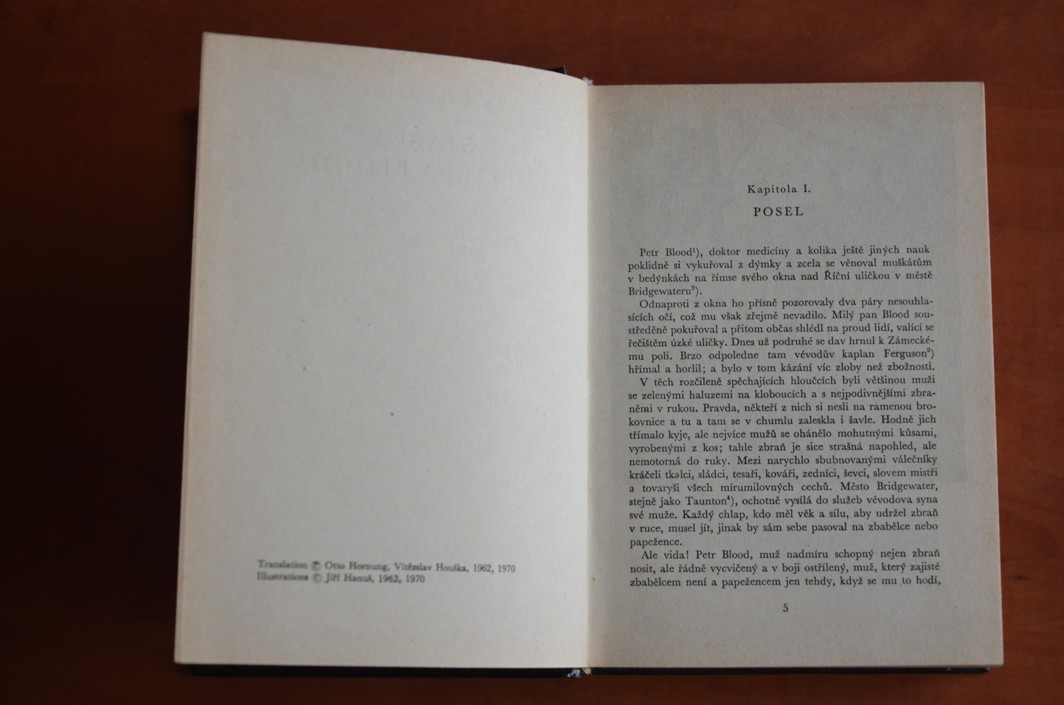 Translation © Otto Hornung, Vítězslav Houška, 1962, 1970
Illustrations © Jiří Hanuš, 1962, 1970
Kapitola I.
POSEL
Petr Blood¹), doktor medicíny a kolika ještě jiných nauk
poklidně si vykuřoval z dýmky a zcela se věnoval muškátům
v bedýnkách na římse svého okna nad Říční uličkou v městě
Bridgewateru²).
Odnaproti z okna ho přísně pozorovaly dva páry nesouhla-
sících očí, což mu však zřejmě nevadilo. Milý pan Blood sou-
středěně pokuřoval a přitom občas shlédl na proud lidí, valící se
řečištěm úzké uličky. Dnes už podruhé se dav hrnul k Zámecké-
mu poli. Brzo odpoledne tam vévodův kaplan Ferguson³)
hřímal a horlil; a bylo v tom kázání víc zloby než zbožnosti.
V těch rozčileně spěchajících hloučcích byli většinou muži
se zelenými haluzemi na kloboucích a s nejpodivnějšími zbra-
němi v rukou. Pravda, někteří z nich si nesli na ramenou bro-
kovnice a tu a tam se v chumlu zaleskla i šavle. Hodně jich
třímalo kyje, ale nejvíce mužů se ohánělo mohutnými kůsami,
vyrobenými z kos; tahle zbraň je sice strašná napohled, ale
nemotorná do ruky. Mezi narychlo sbubnovanými válečníky
kráčeli tkalci, sládci, tesaři, kováři, zedníci, ševci, slovem mistři
a tovaryši všech mírumilovných cechů. Město Bridgewater,
stejně jako Taunton⁴), ochotně vysílá do služeb vévodova syna
své muže. Každý chlap, kdo měl věk a sílu, aby udržel zbraň
v ruce, musel jít, jinak by sám sebe pasoval na zbabělce nebo
papežence.
Ale vida! Petr Blood, muž nadmíru schopný nejen zbraň
nosit, ale řádně vycvičený a v boji ostřílený, muž, který zajisté
zbabělcem není a papežencem jen tehdy, když se mu to hodí,
5